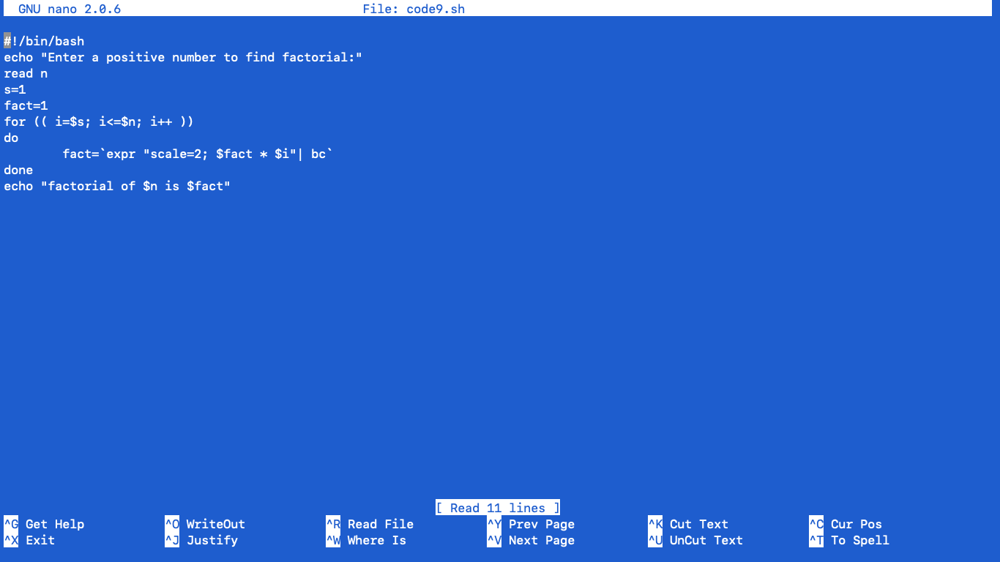 GNU nano 2.0.6 File: code9.sh
#!/bin/bash
echo "Enter a positive number to find factorial:"
read n
s=1
fact=1
for (( i=$s; i<=$n; i++ ))
do
        fact=`expr "scale=2; $fact * $i"| bc`
done
echo "factorial of $n is $fact"
[ Read 11 lines ]
^G Get Help ^O WriteOut ^R Read File ^Y Prev Page ^K Cut Text ^C Cur Pos
^X Exit ^J Justify ^W Where Is ^V Next Page ^U UnCut Text ^T To Spell